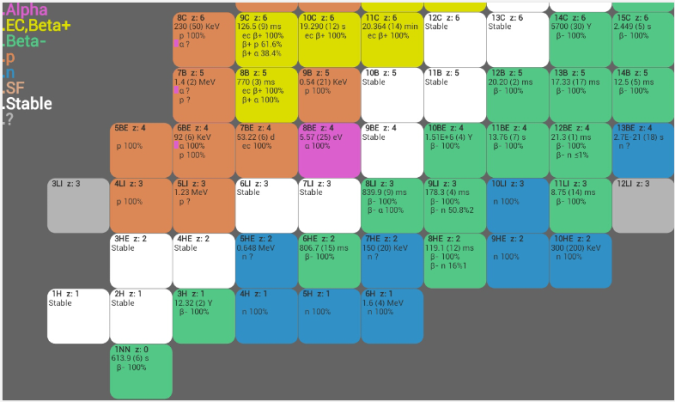 .Alpha
.EC,Beta+
.Beta-
.p
.n
.SF
.Stable
.?
8C z: 6
230 (50) KeV
p 100%
α ?
9C z: 6
126.5 (9) ms
ec β+ 100%
β+ p 61.6%
β+ α 38.4%
10C z: 6
19.290 (12) s
ec β+ 100%
11C z: 6
20.364 (14) min
ec β+ 100%
12C z: 6
Stable
13C z: 6
Stable
14C z: 6
5700 (30) Y
β- 100%
15C z: 6
2.449 (5) s
β- 100%
7B z: 5
1.4 (2) MeV
α ?
p ?
8B z: 5
770 (3) ms
ec β+ 100%
β+ α 100%
9B z: 5
0.54 (21) KeV
p 100%
10B z: 5
Stable
11B z: 5
Stable
12B z: 5
20.20 (2) ms
β- 100%
13B z: 5
17.33 (17) ms
β- 100%
14B z: 5
12.5 (5) ms
β- 100%
5BE z: 4
p 100%
6BE z: 4
92 (6) KeV
α 100%
p 100%
7BE z: 4
53.22 (6) d
ec 100%
8BE z: 4
5.57 (25) eV
α 100%
9BE z: 4
Stable
10BE z: 4
1.51E+6 (4) Y
β- 100%
11BE z: 4
13.76 (7) s
β- 100%
12BE z: 4
21.3 (1) ms
β- 100%
β- n ≤1%
13BE z: 4
2.7E-21 (18) s
n ?
3LI z: 3
4LI z: 3
p 100%
5LI z: 3
1.23 MeV
p ?
6LI z: 3
Stable
7LI z: 3
Stable
8LI z: 3
839.9 (9) ms
β- 100%
β- α 100%
9LI z: 3
178.3 (4) ms
β- 100%
β- n 50.8%2
10LI z: 3
n 100%
11LI z: 3
8.75 (14) ms
β- 100%
12LI z: 3
3HE z: 2
Stable
4HE z: 2
Stable
5HE z: 2
0.648 MeV
n ?
6HE z: 2
806.7 (15) ms
β- 100%
7HE z: 2
150 (20) KeV
n ?
8HE z: 2
119.1 (12) ms
β- 100%
β- n 16%1
9HE z: 2
n 100%
10HE z: 2
300 (200) KeV
n 100%
1H z: 1
Stable
2H z: 1
Stable
3H z: 1
12.32 (2) Y
β- 100%
4H z: 1
n 100%
5H z: 1
n 100%
6H z: 1
1.6 (4) MeV
n 100%
1NN z: 0
613.9 (6) s
β- 100%